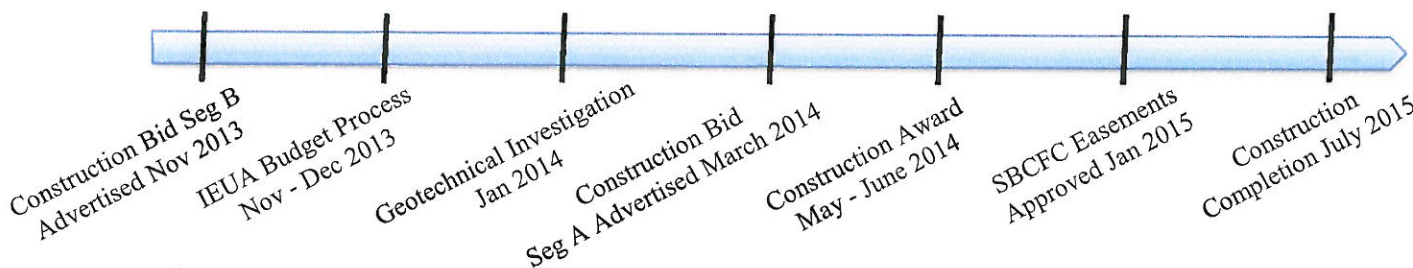 Construction Bid Seg B
Advertised Nov 2013
IEUA Budget Process
Nov - Dec 2013
Geotechnical Investigation
Jan 2014
Construction Bid
Seg A Advertised March 2014
Construction Award
May - June 2014
SBCFC Easements
Approved Jan 2015
Construction
Completion July 2015